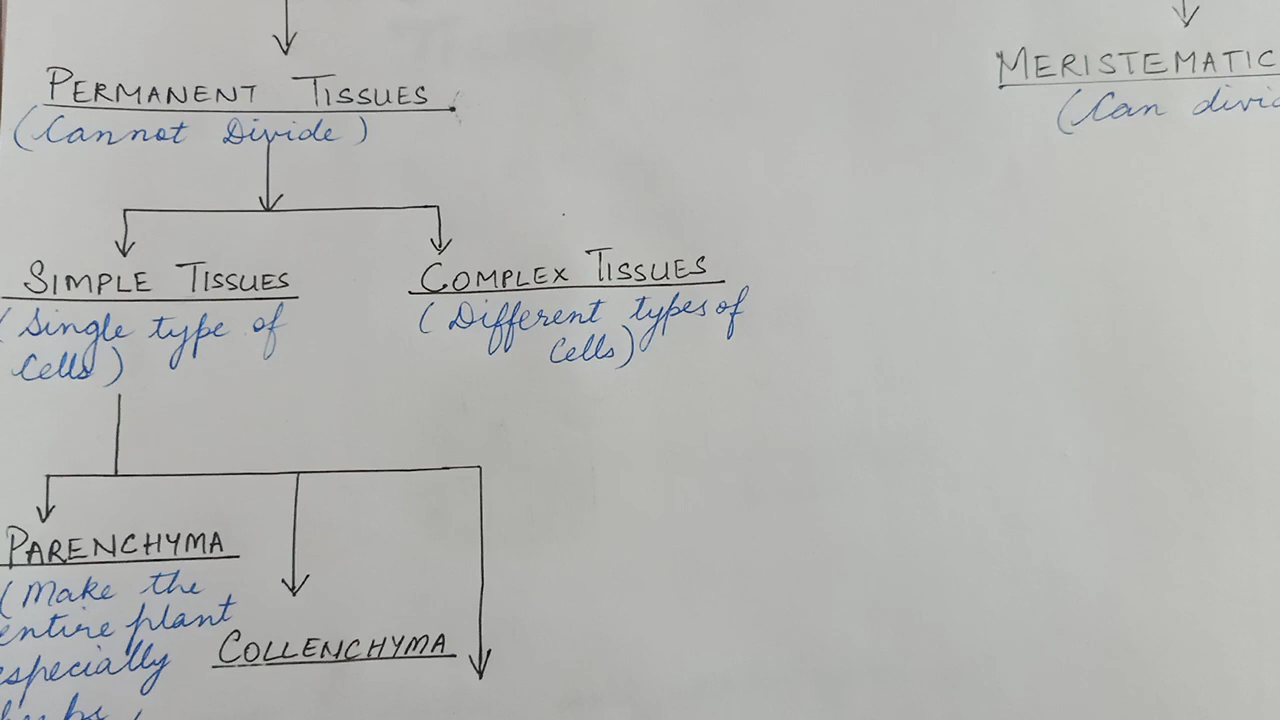 PERMANENT TISSUES
(Cannot Divide)
MERISTEMATIC
(Can
SIMPLE TISSUES
(Single type of
Cells)
COMPLEX TISSUES
(Different types of
Cells)
PARENCHYMA
(Make the
entire plant
especially
COLLENCHYMA